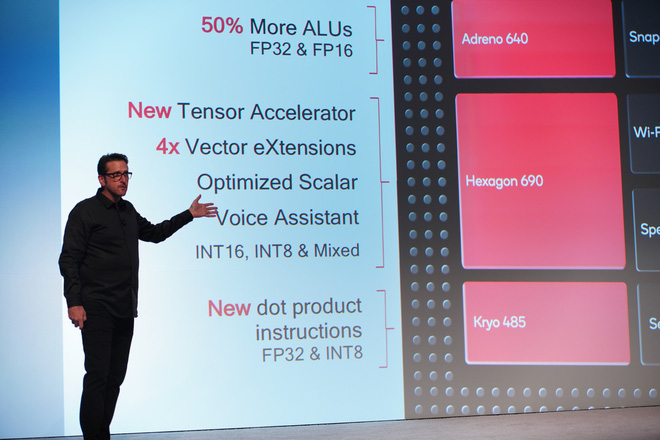 50% More ALUs
FP32 & FP16
New Tensor Accelerator
4x Vector eXtensions
Optimized Scalar
Voice Assistant
INT16, INT8 & Mixed
New dot product
instructions
FP32 & INT8
Adreno 640
Hexagon 690
Kryo 485